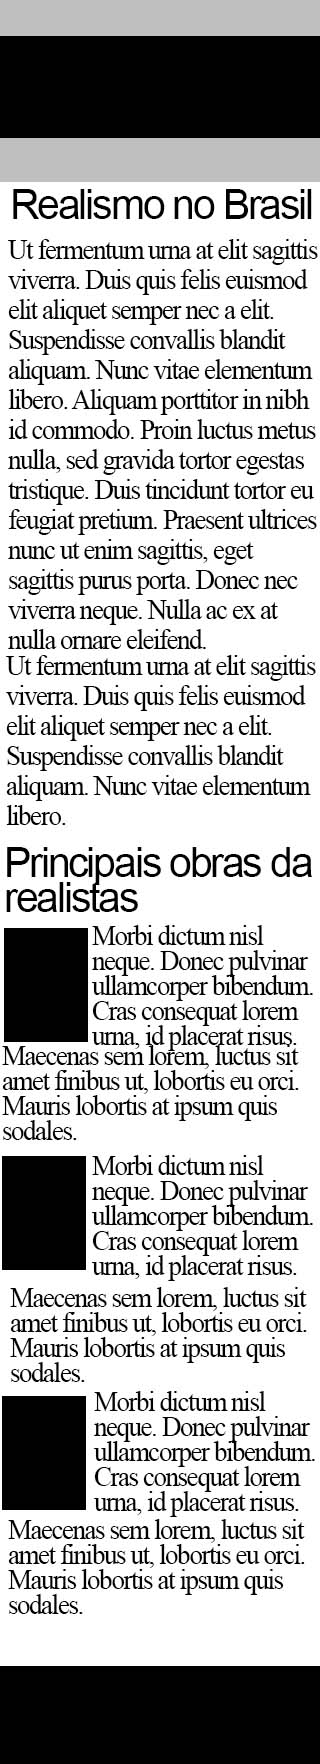 Realismo no Brasil
Ut fermentum urna at elit sagittis
viverra. Duis quis felis euismod
elit aliquet semper nec a elit.
Suspendisse convallis blandit
aliquam. Nunc vitae elementum
libero. Aliquam porttitor in nibh
id commodo. Proin luctus metus
nulla, sed gravida tortor egestas
tristique. Duis tincidunt tortor eu
feugiat pretium. Praesent ultrices
nunc ut enim sagittis, eget
sagittis purus porta. Donec nec
viverra neque. Nulla ac ex at
nulla ornare eleifend.
Ut fermentum urna at elit sagittis
viverra. Duis quis felis euismod
elit aliquet semper nec a elit.
Suspendisse convallis blandit
aliquam. Nunc vitae elementum
libero.
Principais obras da
realistas
Morbi dictum nisl
neque. Donec pulvinar
ullamcorper bibendum.
Cras consequat lorem
urna, id placerat risus.
Maecenas sem lorem, luctus sit
amet finibus ut, lobortis eu orci.
Mauris lobortis at ipsum quis
sodales.
Morbi dictum nisl
neque. Donec pulvinar
ullamcorper bibendum.
Cras consequat lorem
urna, id placerat risus.
Maecenas sem lorem, luctus sit
amet finibus ut, lobortis eu orci.
Mauris lobortis at ipsum quis
sodales.
Morbi dictum nisl
neque. Donec pulvinar
ullamcorper bibendum.
Cras consequat lorem
urna, id placerat risus.
Maecenas sem lorem, luctus sit
amet finibus ut, lobortis eu orci.
Mauris lobortis at ipsum quis
sodales.